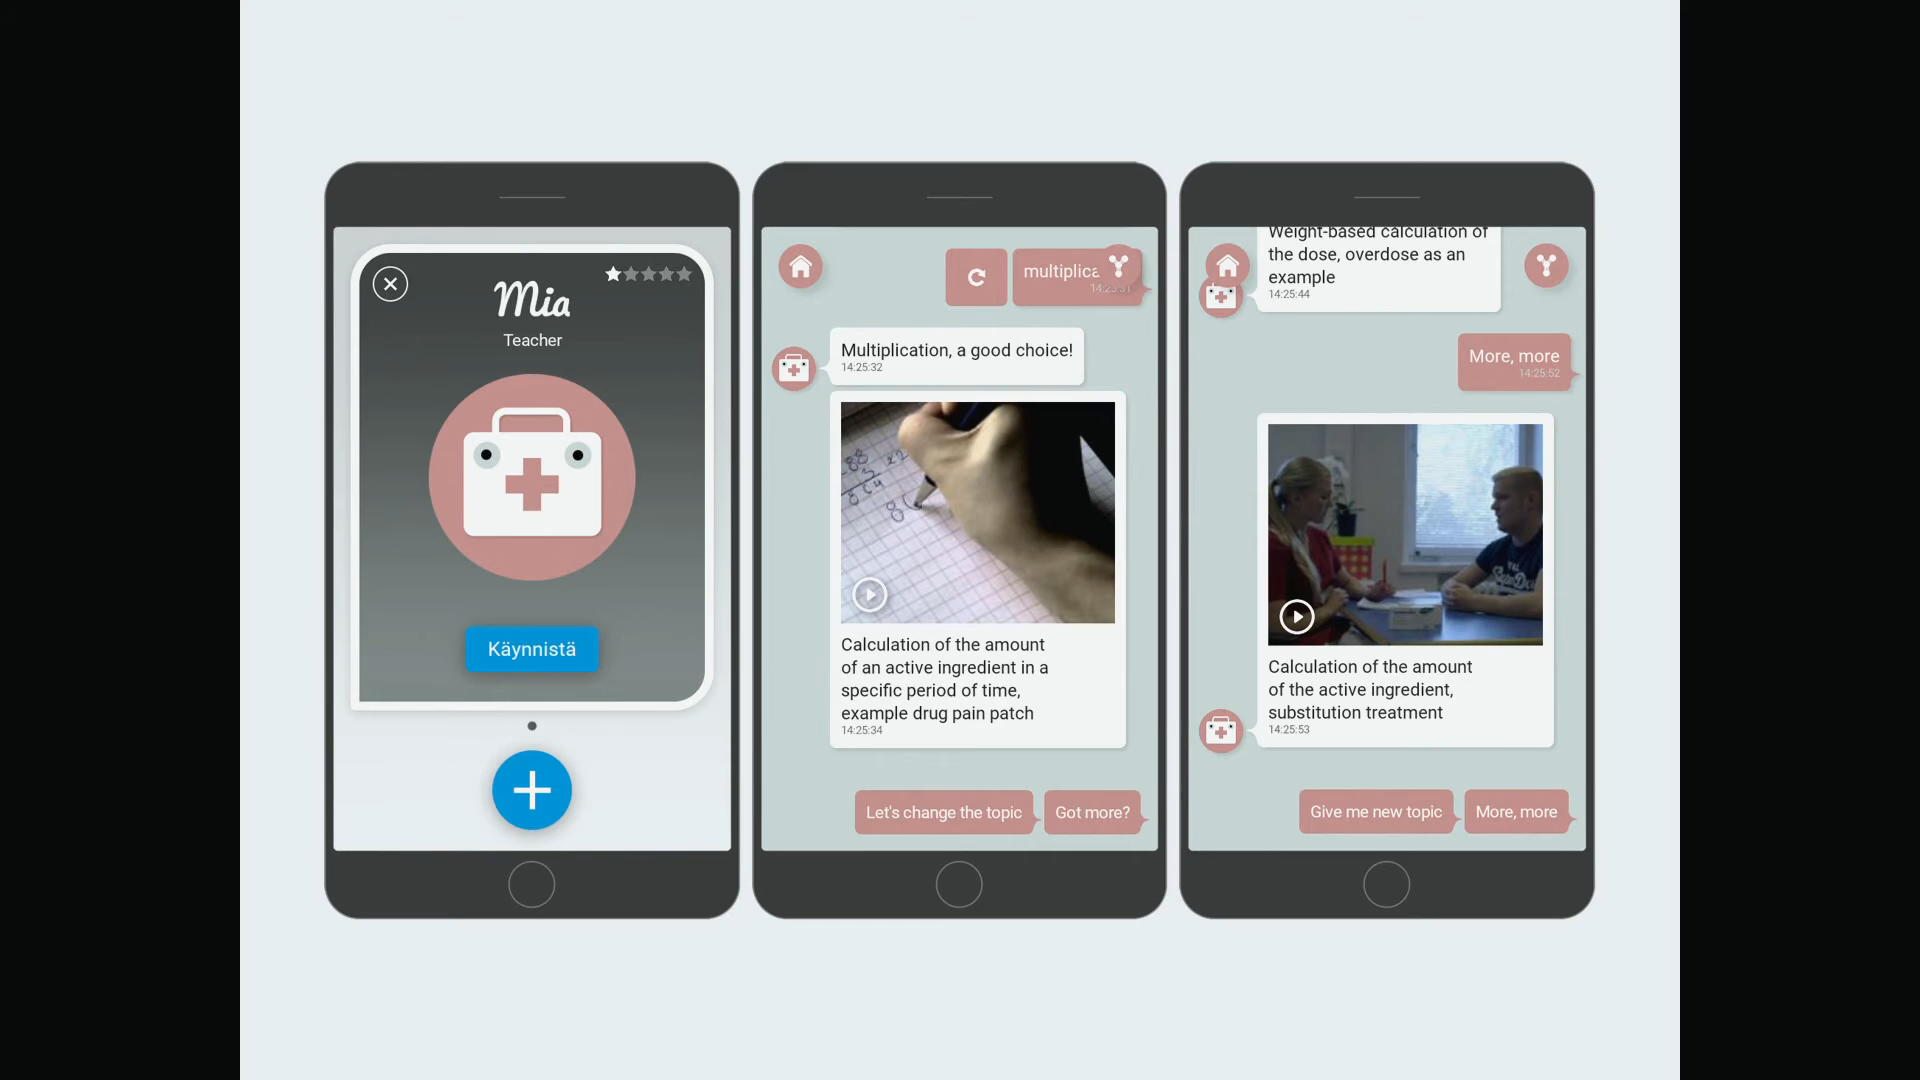 Mia
Teacher
Käynnistä
multiplica
14:25:31
Multiplication, a good choice!
14:25:32
Calculation of the amount
of an active ingredient in a
specific period of time,
example drug pain patch
14:25:34
Let's change the topic
Got more?
Weight-based calculation of
the dose, overdose as an
example
14:25:44
More, more
14:25:52
Calculation of the amount
of the active ingredient,
substitution treatment
14:25:53
Give me new topic
More, more